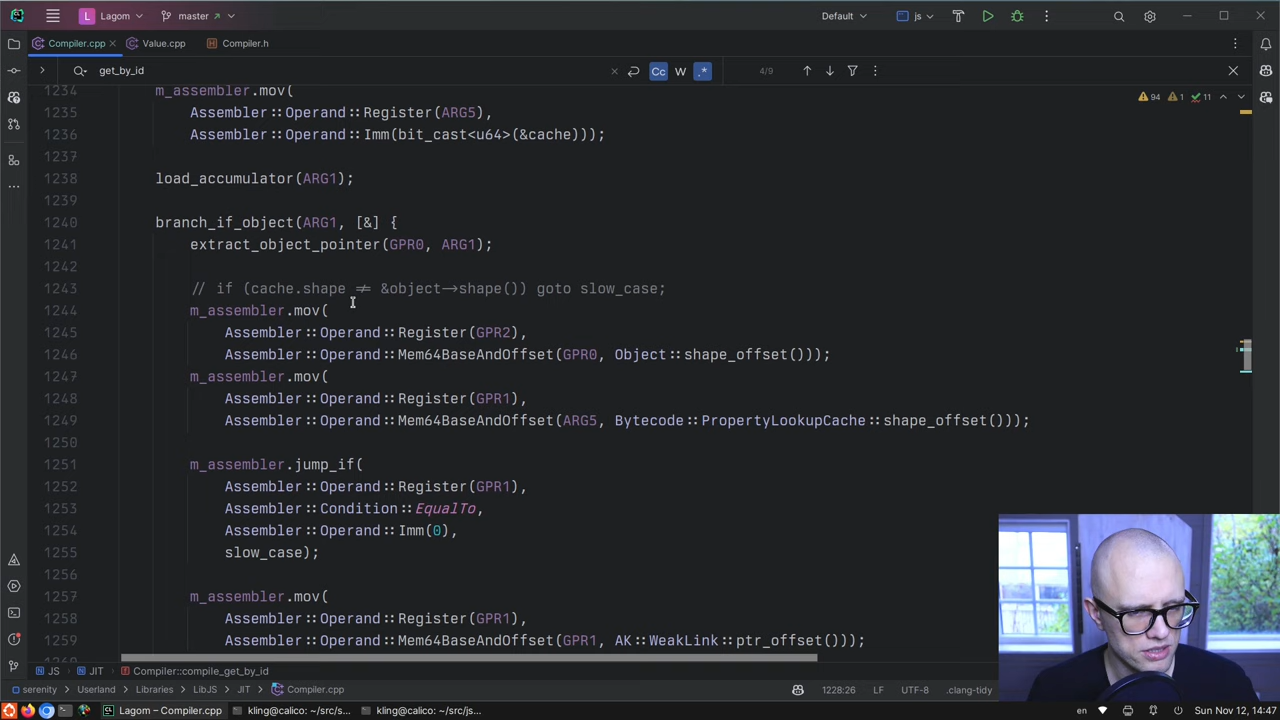 Lagom master Default js
Compiler.cpp Value.cpp Compiler.h
get_by_id Cc W .* 4/9
94 1 11
1234 m_assembler.mov(
1235 Assembler::Operand::Register(ARG5),
1236 Assembler::Operand::Imm(bit_cast<u64>(&cache)));
1237
1238 load_accumulator(ARG1);
1239
1240 branch_if_object(ARG1, [&] {
1241 extract_object_pointer(GPR0, ARG1);
1242
1243 // if (cache.shape != &object->shape()) goto slow_case;
1244 m_assembler.mov(
1245 Assembler::Operand::Register(GPR2),
1246 Assembler::Operand::Mem64BaseAndOffset(GPR0, Object::shape_offset()));
1247 m_assembler.mov(
1248 Assembler::Operand::Register(GPR1),
1249 Assembler::Operand::Mem64BaseAndOffset(ARG5, Bytecode::PropertyLookupCache::shape_offset()));
1250
1251 m_assembler.jump_if(
1252 Assembler::Operand::Register(GPR1),
1253 Assembler::Condition::EqualTo,
1254 Assembler::Operand::Imm(0),
1255 slow_case);
1256
1257 m_assembler.mov(
1258 Assembler::Operand::Register(GPR1),
1259 Assembler::Operand::Mem64BaseAndOffset(GPR1, AK::WeakLink::ptr_offset()));
JS JIT Compiler::compile_get_by_id
serenity Userland Libraries LibJS JIT Compiler.cpp 1228:26 LF UTF-8 .clang-tidy
Lagom – Compiler.cpp kling@calico: ~/src/s... kling@calico: ~/src/js... en Sun Nov 12, 14:47